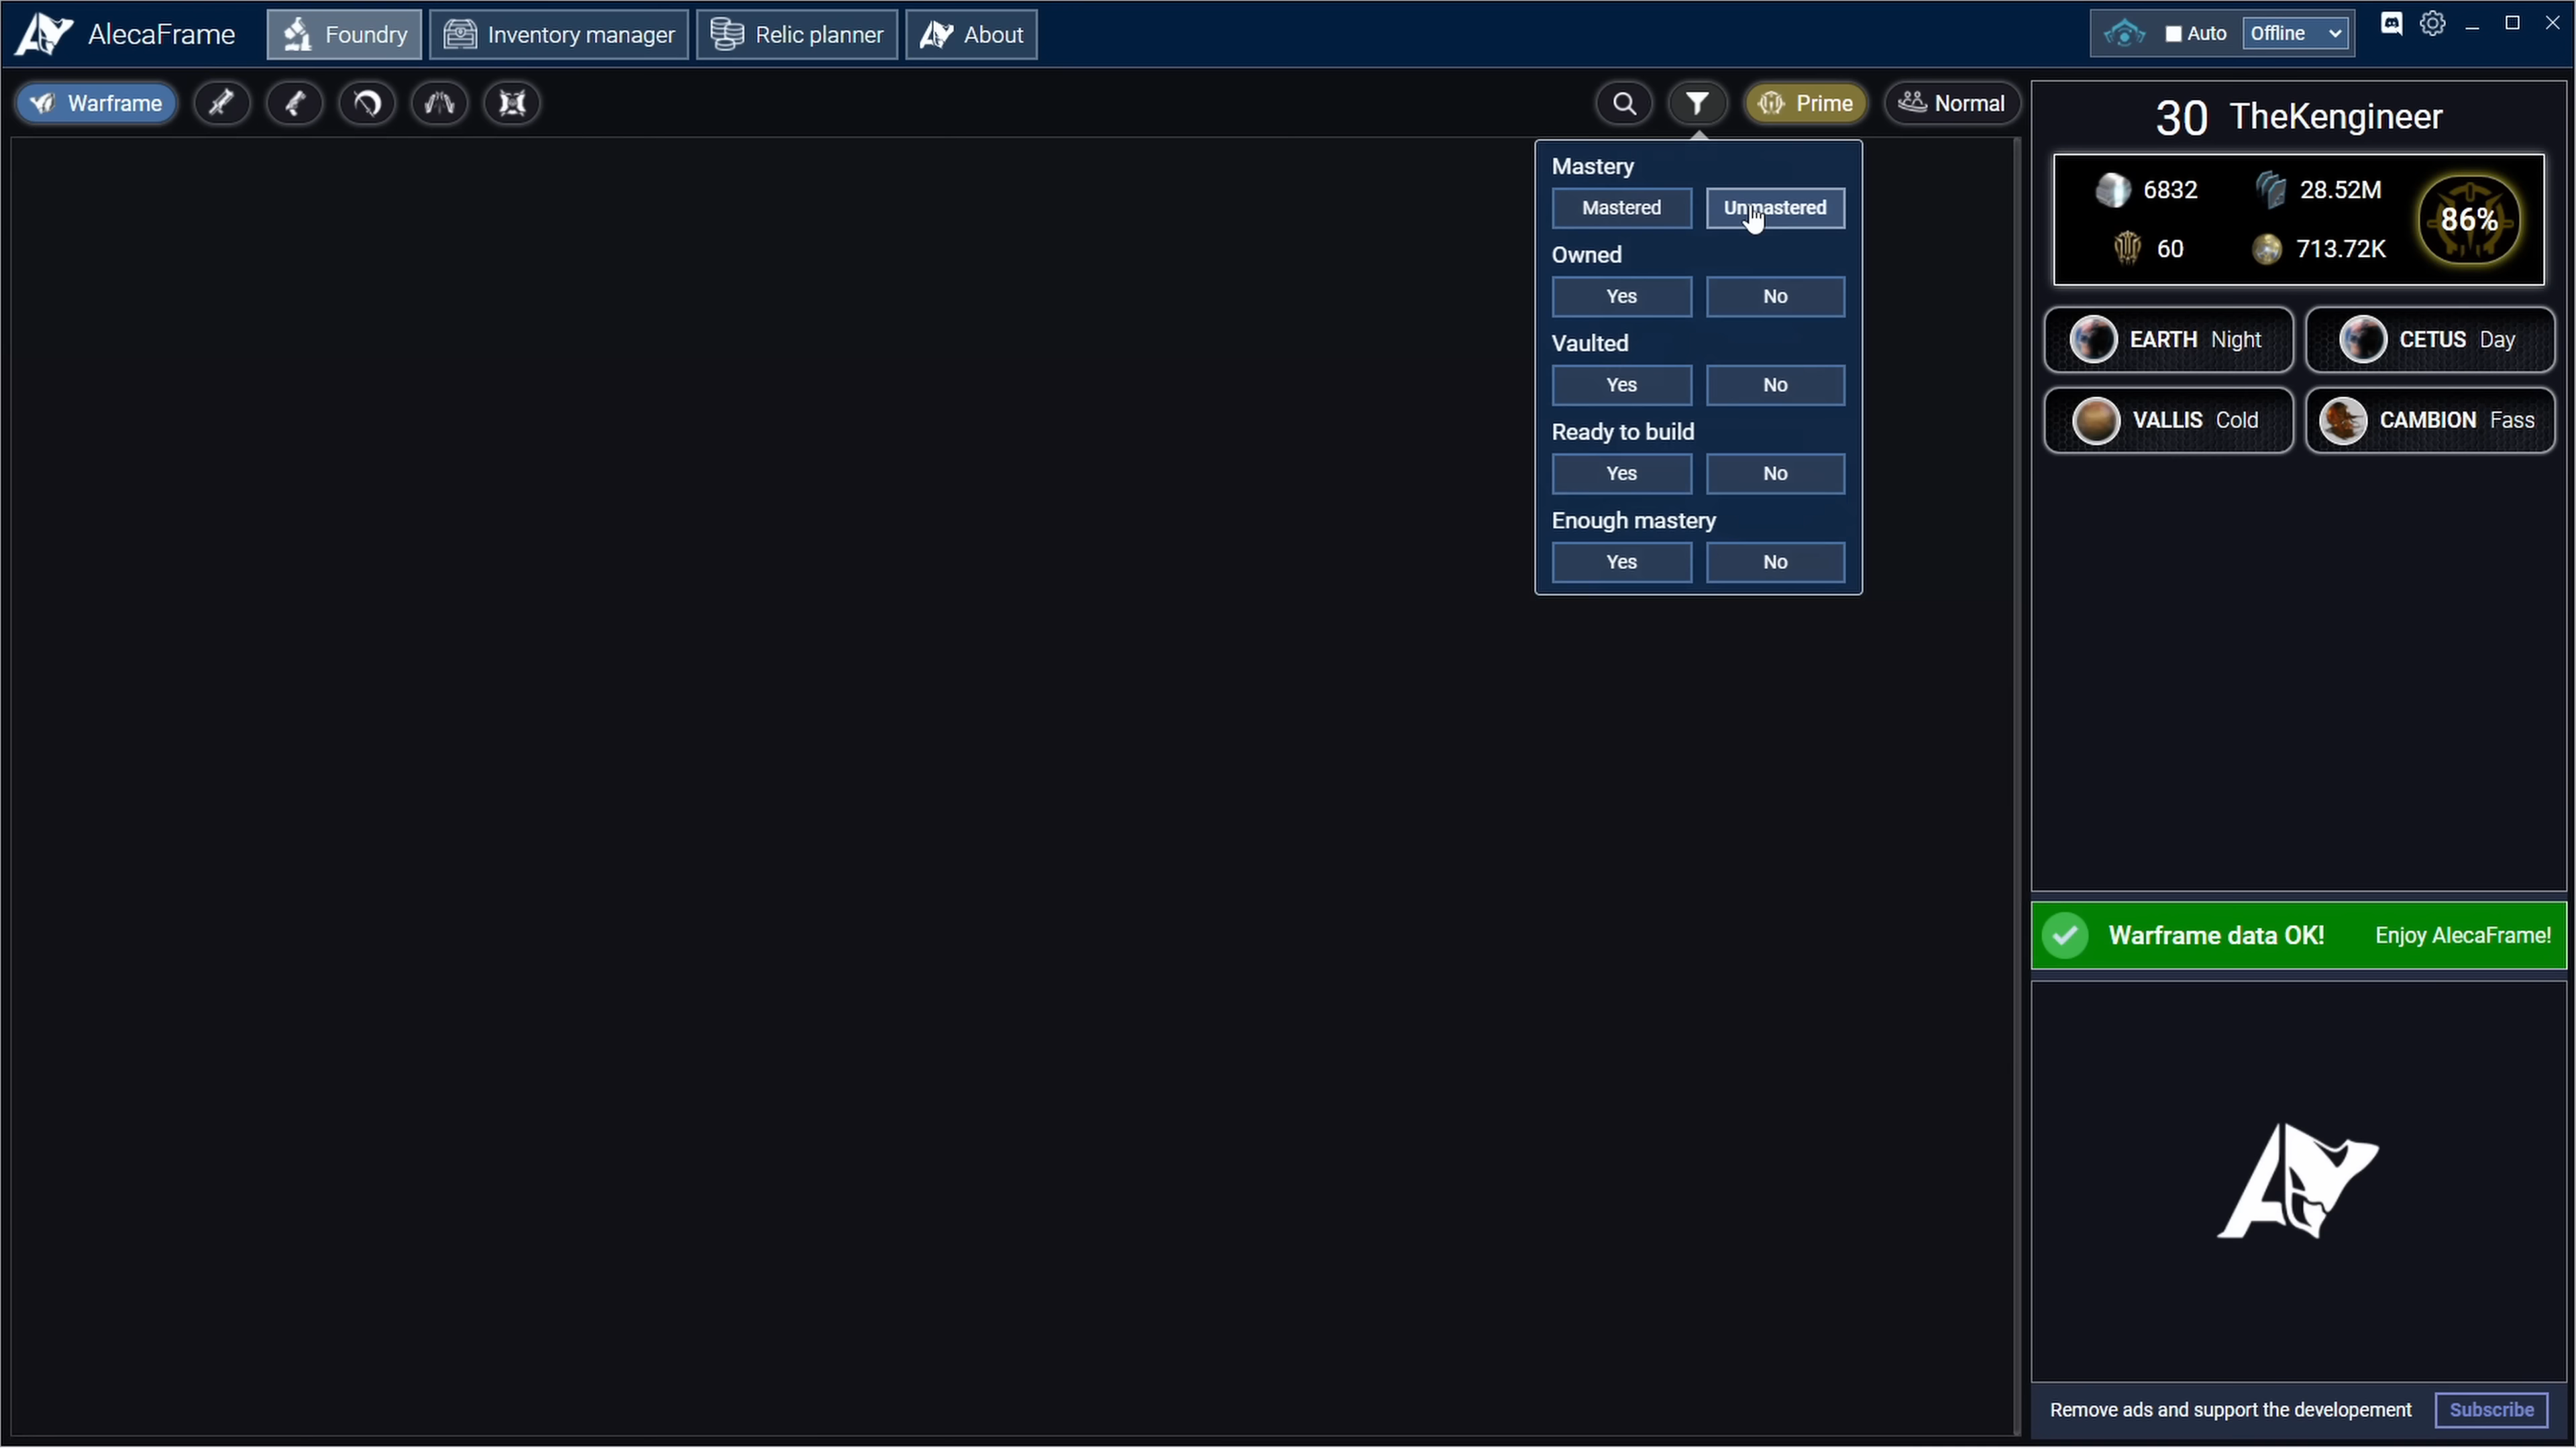 AlecaFrame
Foundry
Inventory manager
Relic planner
About
Auto
Offline
Warframe
Prime
Normal
Mastery
Mastered
Unmastered
Owned
Yes
No
Vaulted
Yes
No
Ready to build
Yes
No
Enough mastery
Yes
No
30 TheKengineer
6832
28.52M
86%
60
713.72K
EARTH Night
CETUS Day
VALLIS Cold
CAMBION Fass
Warframe data OK!
Enjoy AlecaFrame!
Remove ads and support the developement
Subscribe